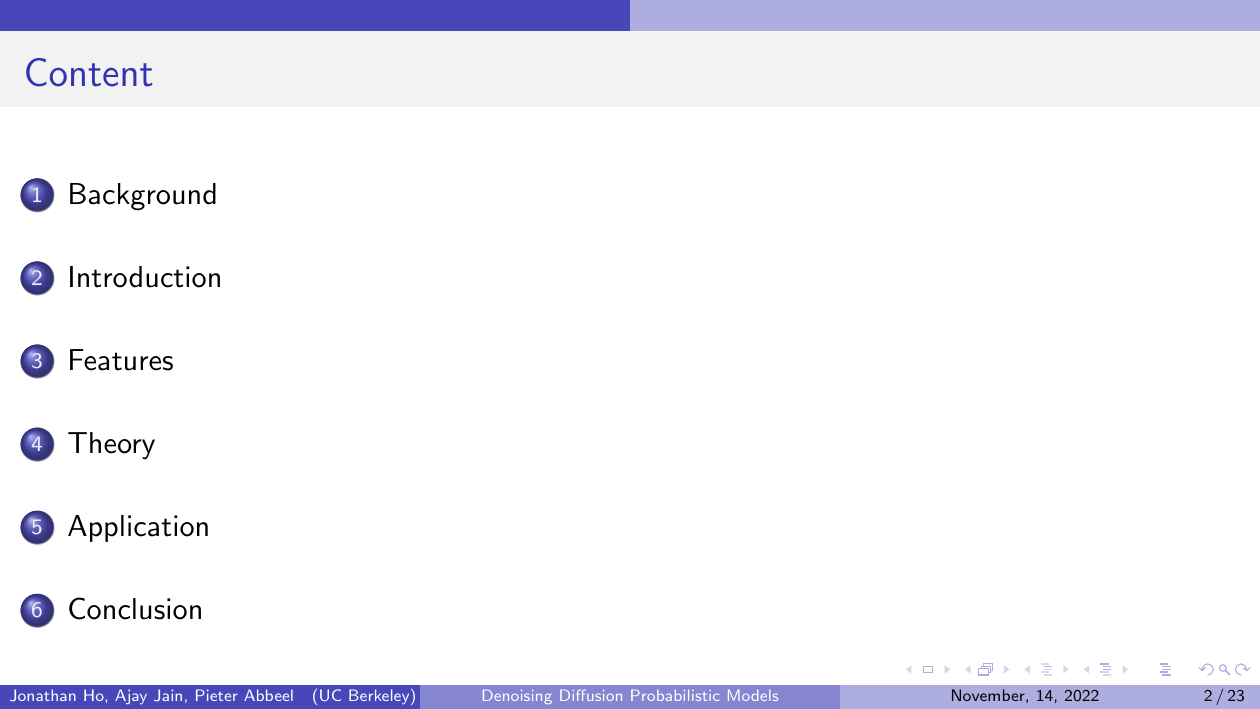 Content
1 Background
2 Introduction
3 Features
4 Theory
5 Application
6 Conclusion
Jonathan Ho, Ajay Jain, Pieter Abbeel (UC Berkeley) Denoising Diffusion Probabilistic Models November, 14, 2022 2 / 23